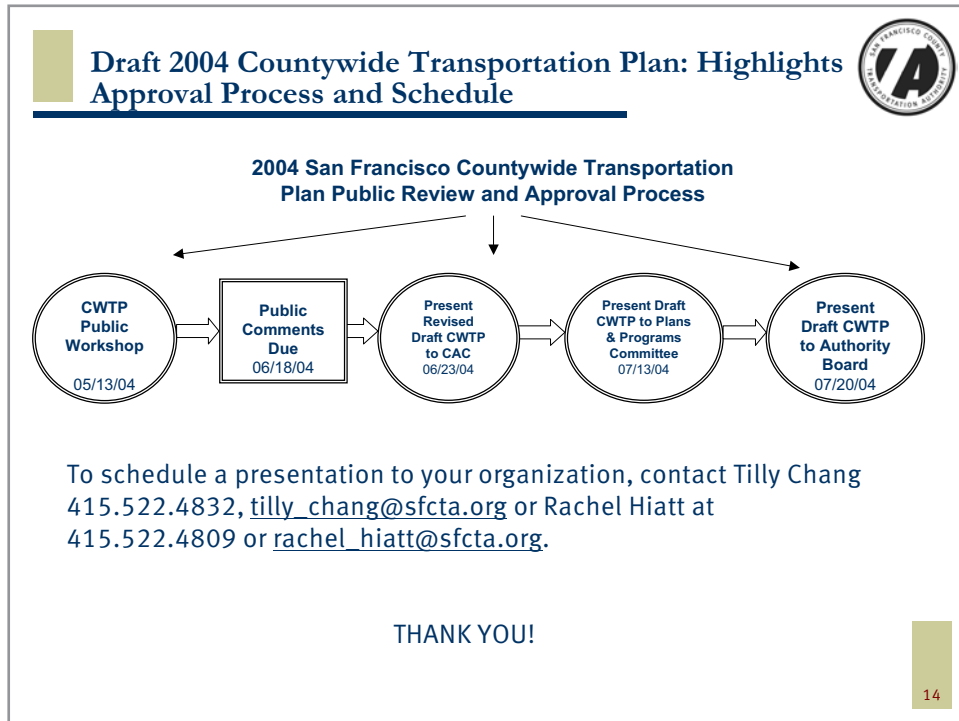 Draft 2004 Countywide Transportation Plan: Highlights
Approval Process and Schedule
SAN FRANCISCO COUNTY
TRANSPORTATION AUTHORITY
TA
2004 San Francisco Countywide Transportation
Plan Public Review and Approval Process
CWTP
Public
Workshop
05/13/04
Public
Comments
Due
06/18/04
Present
Revised
Draft CWTP
to CAC
06/23/04
Present Draft
CWTP to Plans
& Programs
Committee
07/13/04
Present
Draft CWTP
to Authority
Board
07/20/04
To schedule a presentation to your organization, contact Tilly Chang
415.522.4832, tilly_chang@sfcta.org or Rachel Hiatt at
415.522.4809 or rachel_hiatt@sfcta.org.
THANK YOU!
14